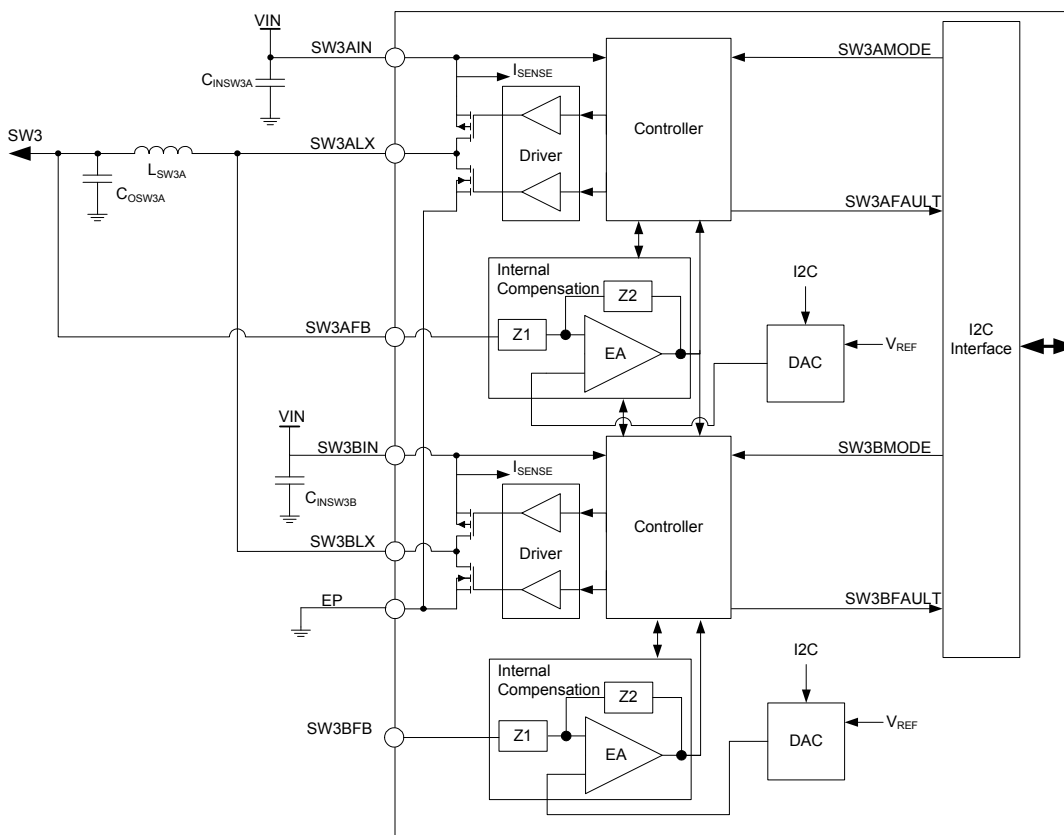 VIN
SW3AIN
CINSW3A
ISENSE
SW3AMODE
Controller
SW3
SW3ALX
LSW3A
COSW3A
Driver
SW3AFAULT
Internal
Compensation
Z2
I2C
SW3AFB
Z1
EA
DAC
VREF
I2C
Interface
VIN
SW3BIN
CINSW3B
ISENSE
SW3BMODE
Controller
SW3BLX
Driver
EP
SW3BFAULT
Internal
Compensation
Z2
I2C
SW3BFB
Z1
EA
DAC
VREF